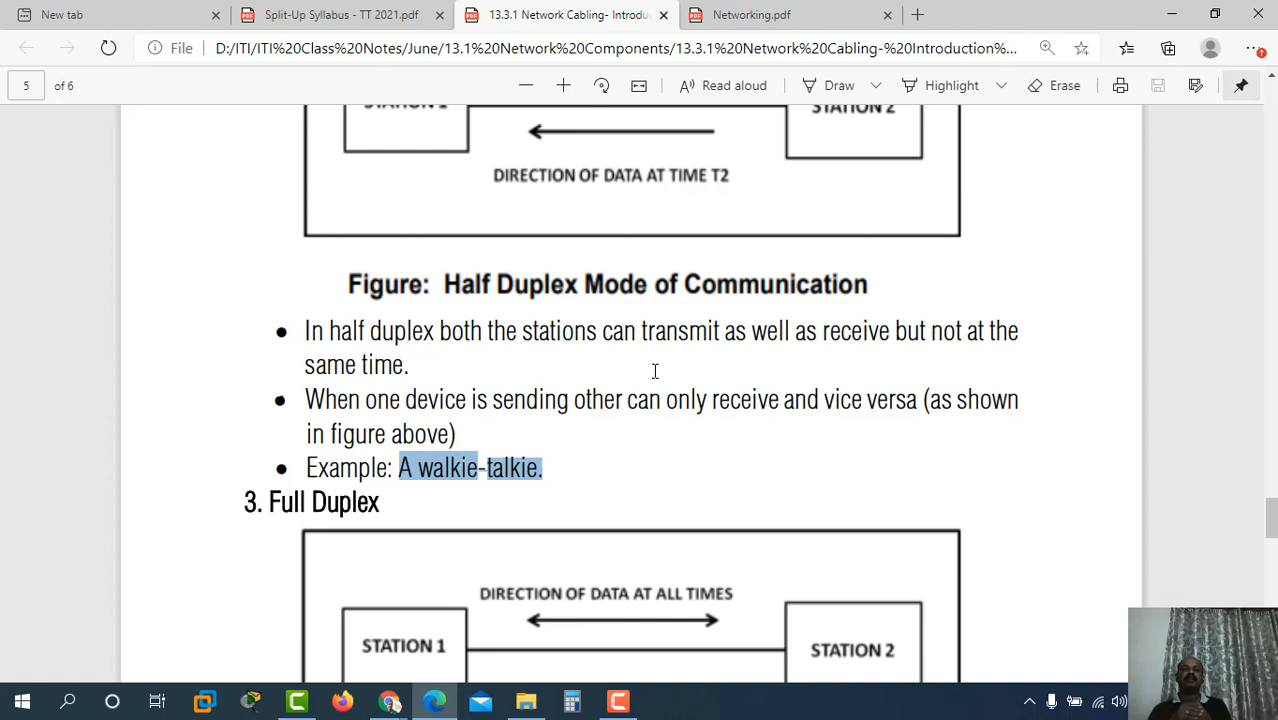 New tab
Split-Up Syllabus - TT 2021.pdf
13.3.1 Network Cabling- Introdu
Networking.pdf
File
D:/ITI/ITI%20Class%20Notes/June/13.1%20Network%20Components/13.3.1%20Network%20Cabling-%20Introduction%...
5 of 6
Read aloud
Draw
Highlight
Erase
STATION 1
STATION 2
DIRECTION OF DATA AT TIME T2
Figure: Half Duplex Mode of Communication
● In half duplex both the stations can transmit as well as receive but not at the
same time.
● When one device is sending other can only receive and vice versa (as shown
in figure above)
● Example: A walkie-talkie.
3. Full Duplex
DIRECTION OF DATA AT ALL TIMES
STATION 1
STATION 2